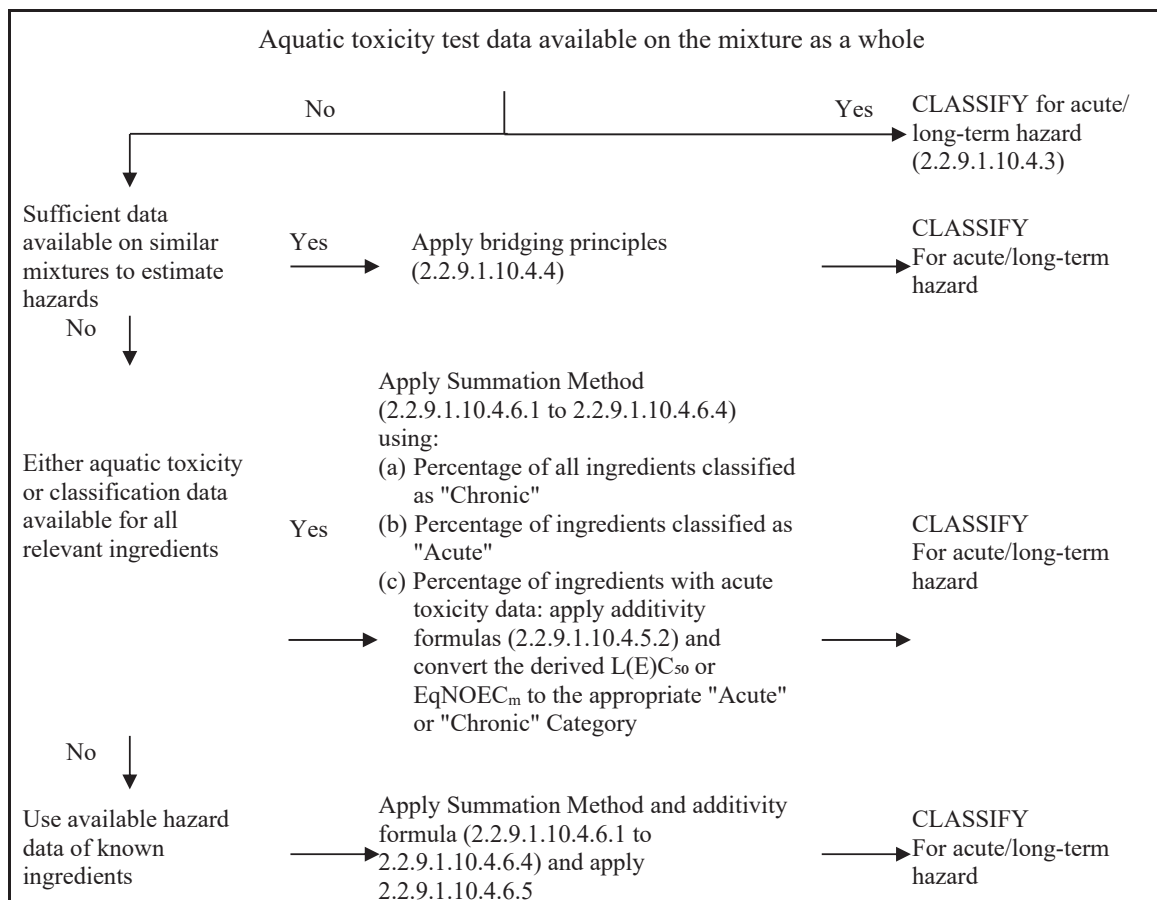 Aquatic toxicity test data available on the mixture as a whole
No
Yes
CLASSIFY for acute/
long-term hazard
(2.2.9.1.10.4.3)
Sufficient data
available on similar
mixtures to estimate
hazards
Yes
Apply bridging principles
(2.2.9.1.10.4.4)
CLASSIFY
For acute/long-term
hazard
No
Either aquatic toxicity
or classification data
available for all
relevant ingredients
Yes
Apply Summation Method
(2.2.9.1.10.4.6.1 to 2.2.9.1.10.4.6.4)
using:
(a) Percentage of all ingredients classified
as "Chronic"
(b) Percentage of ingredients classified as
"Acute"
(c) Percentage of ingredients with acute
toxicity data: apply additivity
formulas (2.2.9.1.10.4.5.2) and
convert the derived L(E)C₅₀ or
EqNOECₘ to the appropriate "Acute"
or "Chronic" Category
CLASSIFY
For acute/long-term
hazard
No
Use available hazard
data of known
ingredients
Apply Summation Method and additivity
formula (2.2.9.1.10.4.6.1 to
2.2.9.1.10.4.6.4) and apply
2.2.9.1.10.4.6.5
CLASSIFY
For acute/long-term
hazard